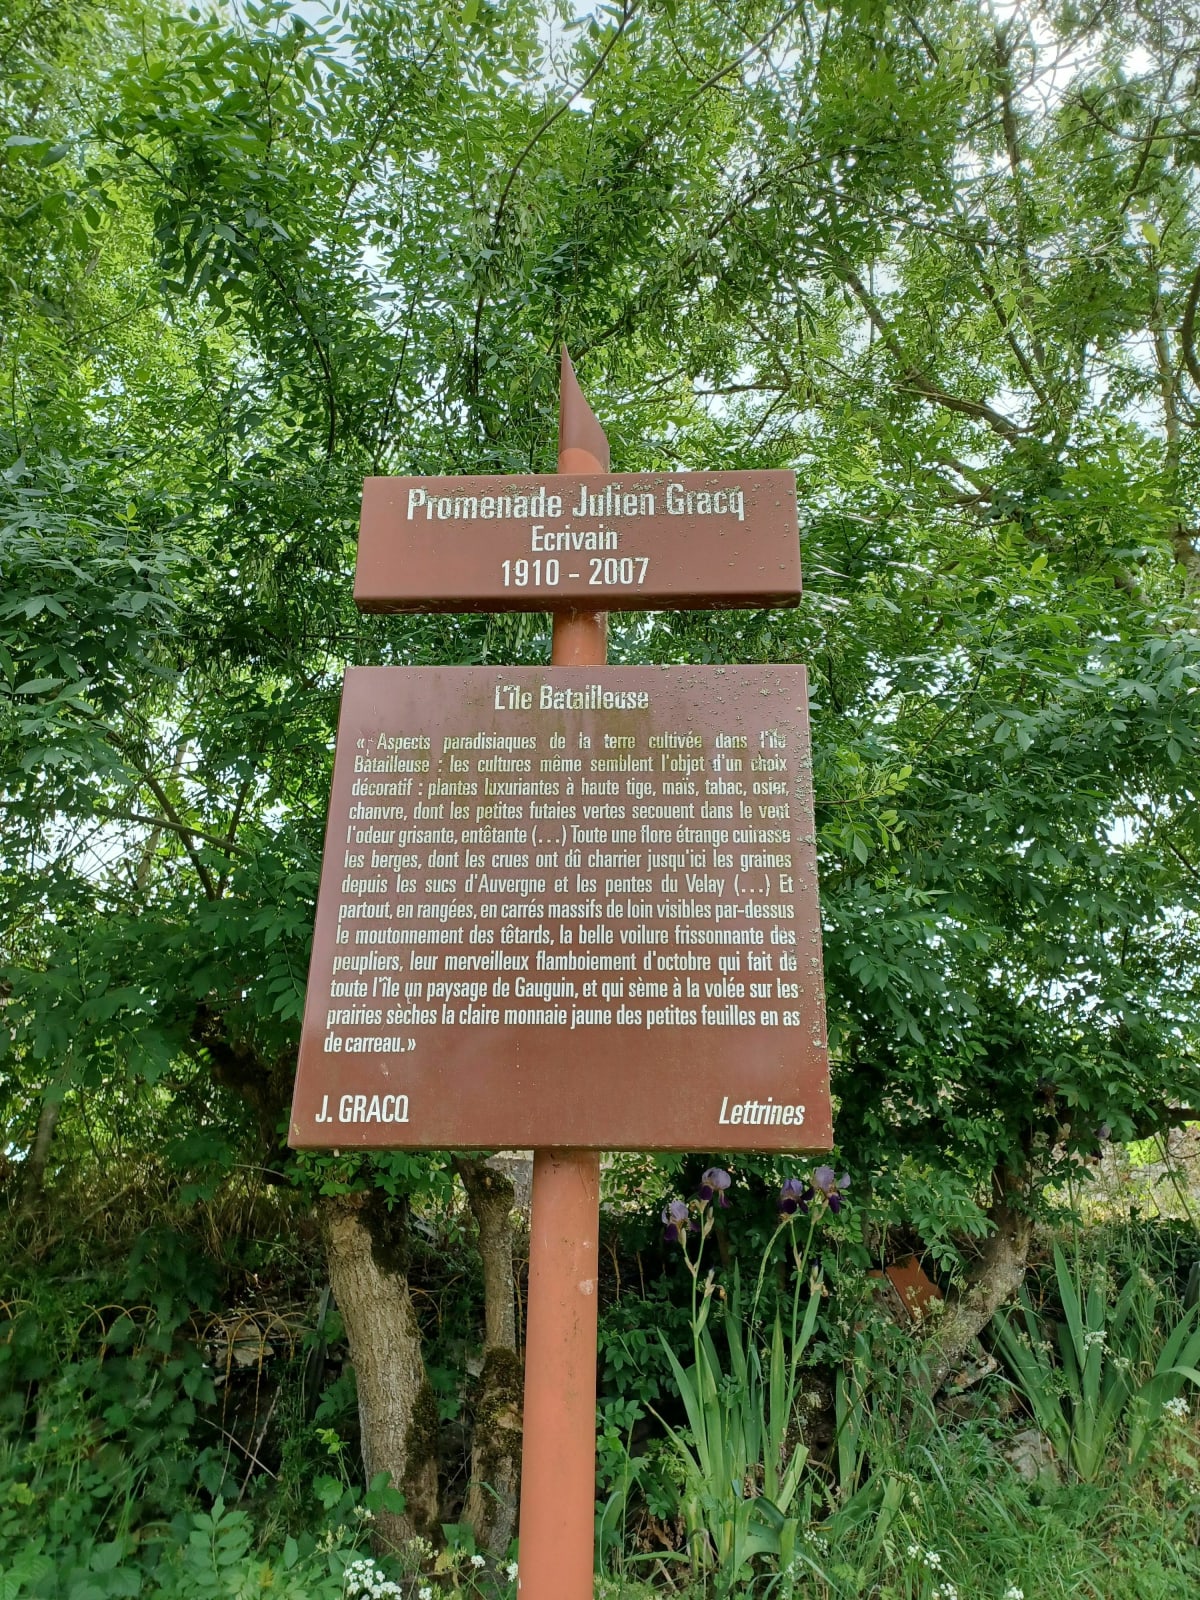 Promenade Julien Gracq
Ecrivain
1910 - 2007
L'île Batailleuse
« Aspects paradisiaques de la terre cultivée dans l'île
Batailleuse : les cultures même semblent l'objet d'un choix
décoratif : plantes luxuriantes à haute tige, maïs, tabac, osier,
chanvre, dont les petites futaies vertes secouent dans le vent
l'odeur grisante, entêtante (...) Toute une flore étrange cuirasse
les berges, dont les crues ont dû charrier jusqu'ici les graines
depuis les sucs d'Auvergne et les pentes du Velay (...) Et
partout, en rangées, en carrés massifs de loin visibles par-dessus
le moutonnement des têtards, la belle voilure frissonnante des
peupliers, leur merveilleux flamboiement d'octobre qui fait de
toute l'île un paysage de Gauguin, et qui sème à la volée sur les
prairies sèches la claire monnaie jaune des petites feuilles en as
de carreau.»
J. GRACQ
Lettrines